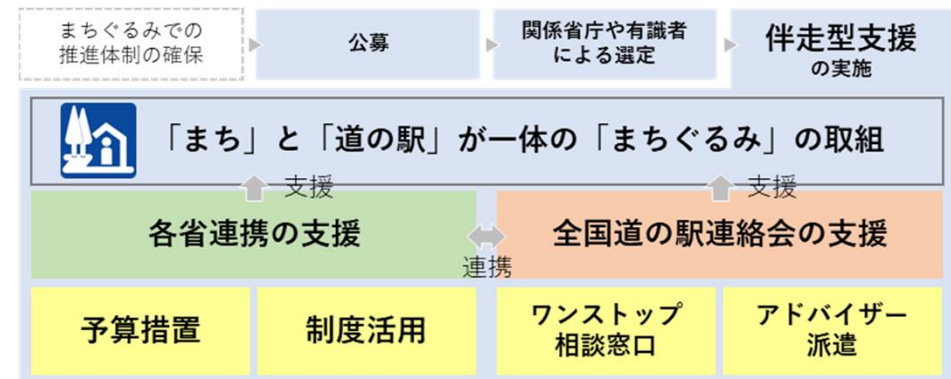 まちぐるみでの
推進体制の確保
公募
関係省庁や有識者
による選定
伴走型支援
の実施
「まち」と「道の駅」が一体の「まちぐるみ」の取組
支援
支援
各省連携の支援
連携
全国道の駅連絡会の支援
予算措置
制度活用
ワンストップ
相談窓口
アドバイザー
派遣